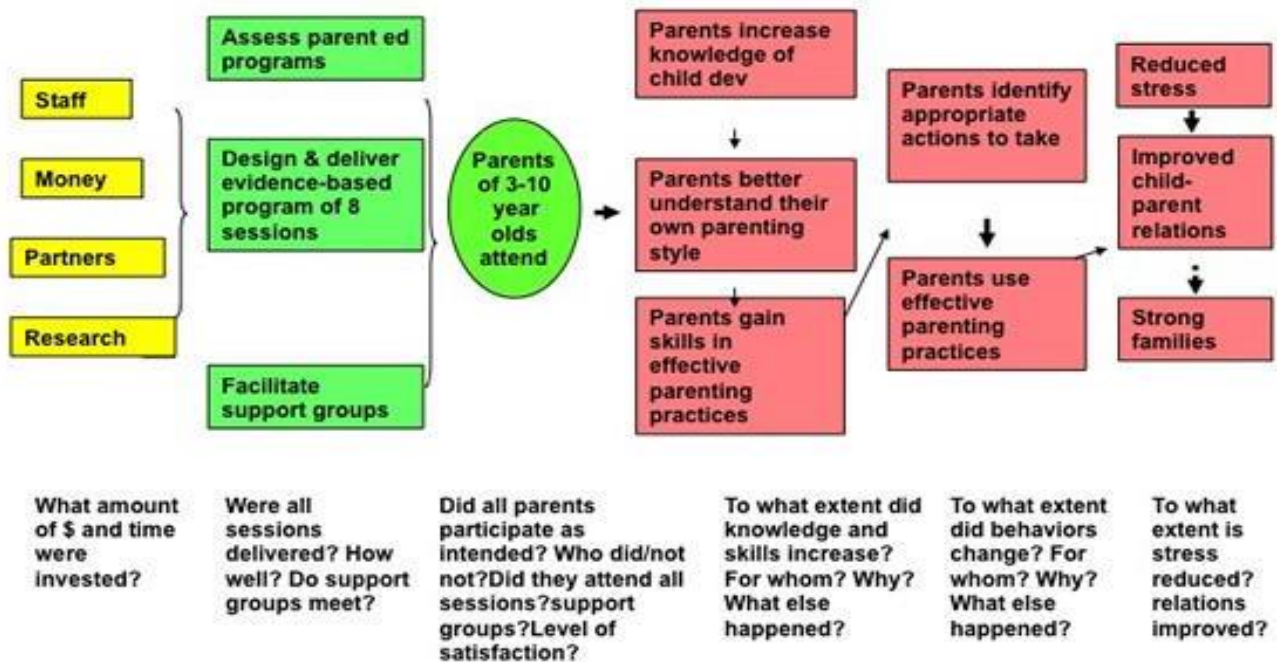 Staff
Money
Partners
Research
Assess parent ed
programs
Design & deliver
evidence-based
program of 8
sessions
Facilitate
support groups
Parents
of 3-10
year
olds
attend
Parents increase
knowledge of
child dev
Parents better
understand their
own parenting
style
Parents gain
skills in
effective
parenting
practices
Parents identify
appropriate
actions to take
Parents use
effective
parenting
practices
Reduced
stress
Improved
child-
parent
relations
Strong
families
What amount
of $ and time
were
invested?
Were all
sessions
delivered? How
well? Do support
groups meet?
Did all parents
participate as
intended? Who did/not
not?Did they attend all
sessions?support
groups?Level of
satisfaction?
To what extent did
knowledge and
skills increase?
For whom? Why?
What else
happened?
To what extent
did behaviors
change? For
whom? Why?
What else
happened?
To what
extent is
stress
reduced?
relations
improved?